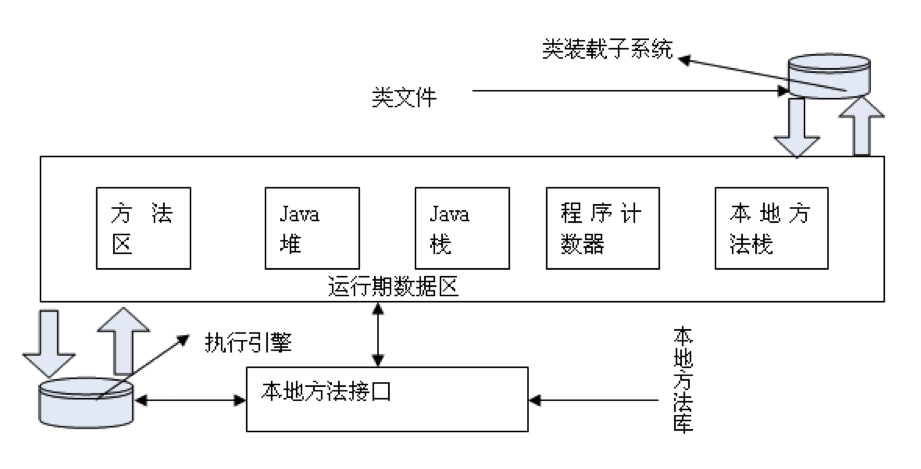 类装载子系统
类文件
方法
区
Java
堆
Java
栈
程序计
数器
本地方
法栈
运行期数据区
执行引擎
本地方法接口
本地方法库